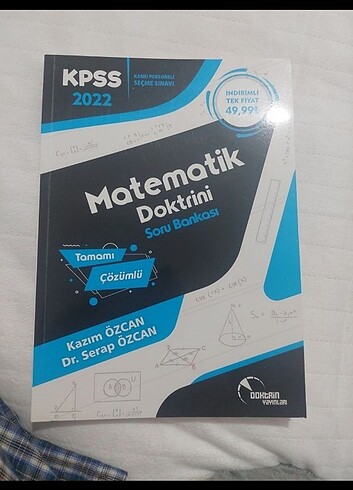 KPSS
2022
KAMU PERSONELİ
SEÇME SINAVI
İNDİRİMLİ
TEK FİYAT
49,99₺
Matematik
Doktrini
Soru Bankası
Tamamı
Çözümlü
Kazım ÖZCAN
Dr. Serap ÖZCAN
DOKTRİN
YAYINLARI